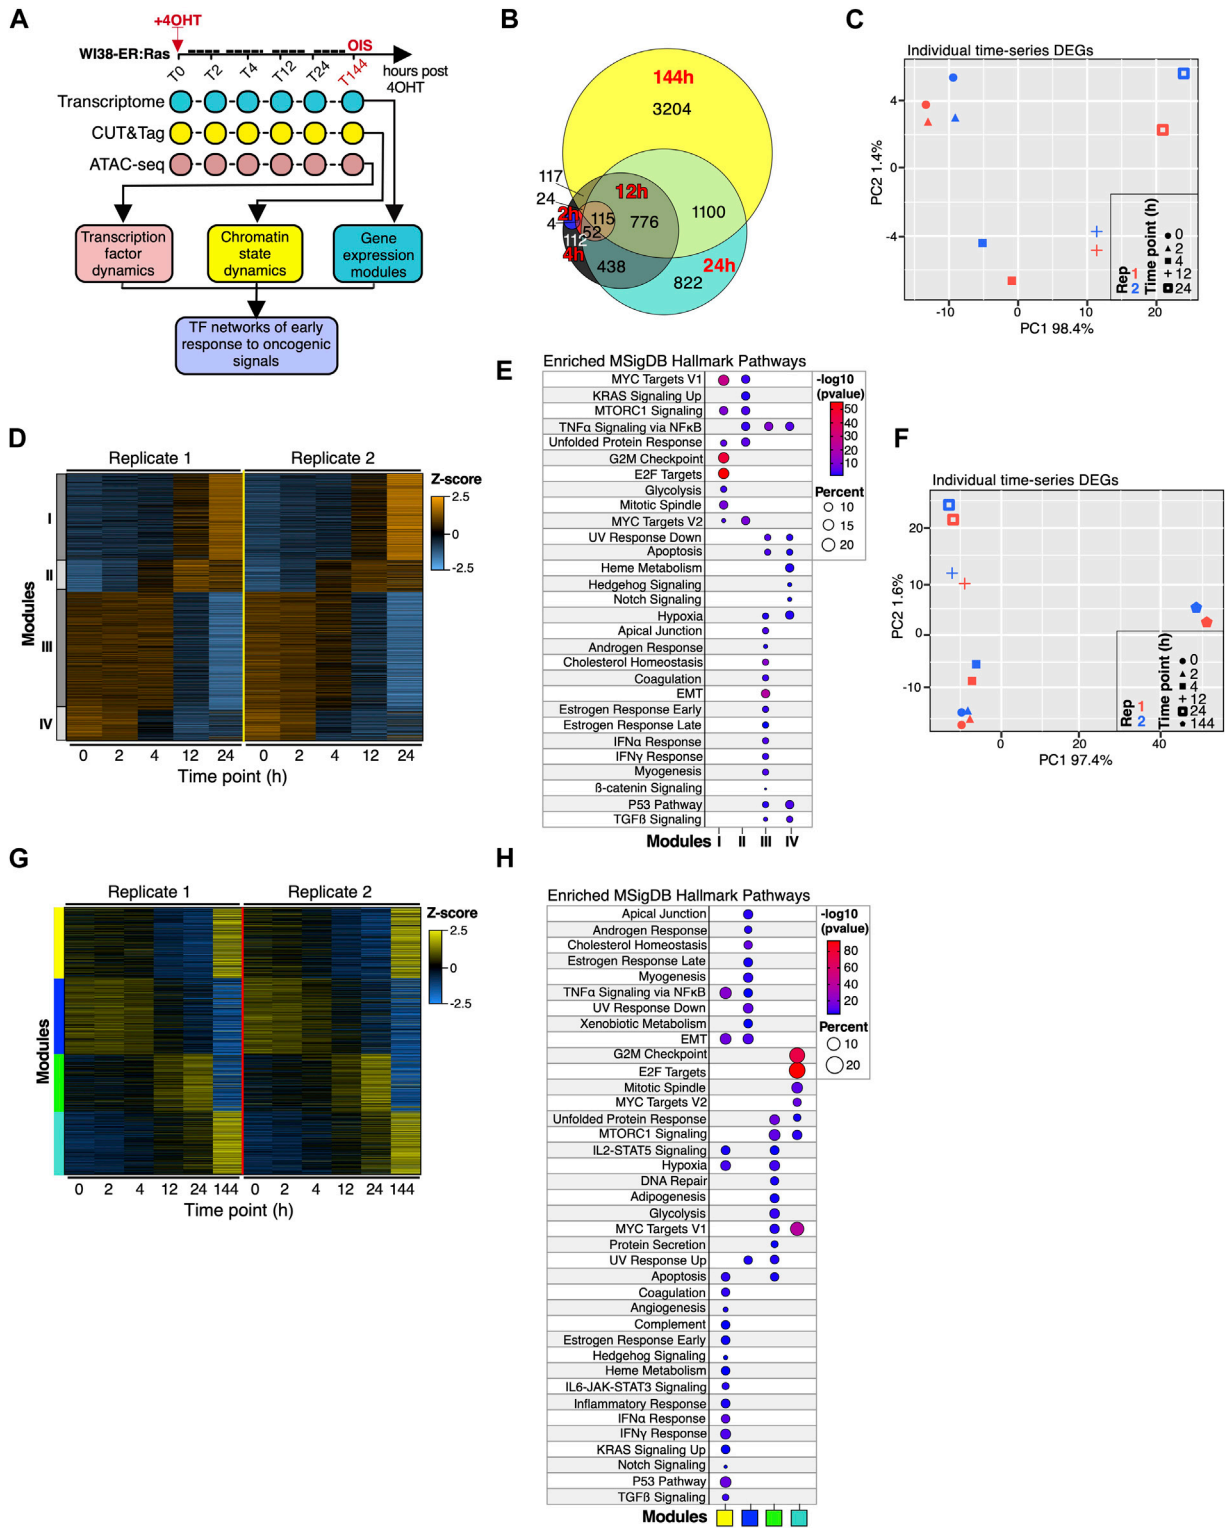 A
+4OHT
WI38-ER:Ras
OIS
hours post
4OHT
T0
T2
T4
T12
T24
T144
Transcriptome
CUT&Tag
ATAC-seq
Transcription
factor
dynamics
Chromatin
state
dynamics
Gene
expression
modules
TF networks of early
response to oncogenic
signals
B
144h
3204
117
24
2h
4
12h
115
776
1100
52
112
4h
438
24h
822
C
Individual time-series DEGs
PC2 1.4%
4
0
-4
-10
0
10
20
PC1 98.4%
Rep
1
2
Time point (h)
0
2
4
12
24
D
Replicate 1
Replicate 2
Modules
I
II
III
IV
0 2 4 12 24 0 2 4 12 24
Time point (h)
Z-score
2.5
0
-2.5
E
Enriched MSigDB Hallmark Pathways
MYC Targets V1
KRAS Signaling Up
MTORC1 Signaling
TNFα Signaling via NFκB
Unfolded Protein Response
G2M Checkpoint
E2F Targets
Glycolysis
Mitotic Spindle
MYC Targets V2
UV Response Down
Apoptosis
Heme Metabolism
Hedgehog Signaling
Notch Signaling
Hypoxia
Apical Junction
Androgen Response
Cholesterol Homeostasis
Coagulation
EMT
Estrogen Response Early
Estrogen Response Late
IFNα Response
IFNγ Response
Myogenesis
ß-catenin Signaling
P53 Pathway
TGFß Signaling
Modules I II III IV
-log10
(pvalue)
50
40
30
20
10
Percent
10
15
20
F
Individual time-series DEGs
PC2 1.6%
20
10
0
-10
0
20
40
PC1 97.4%
Rep
1
2
Time point (h)
0
2
4
12
24
144
G
Replicate 1
Replicate 2
Modules
0 2 4 12 24 144 0 2 4 12 24 144
Time point (h)
Z-score
2.5
0
-2.5
H
Enriched MSigDB Hallmark Pathways
Apical Junction
Androgen Response
Cholesterol Homeostasis
Estrogen Response Late
Myogenesis
TNFα Signaling via NFκB
UV Response Down
Xenobiotic Metabolism
EMT
G2M Checkpoint
E2F Targets
Mitotic Spindle
MYC Targets V2
Unfolded Protein Response
MTORC1 Signaling
IL2-STAT5 Signaling
Hypoxia
DNA Repair
Adipogenesis
Glycolysis
MYC Targets V1
Protein Secretion
UV Response Up
Apoptosis
Coagulation
Angiogenesis
Complement
Estrogen Response Early
Hedgehog Signaling
Heme Metabolism
IL6-JAK-STAT3 Signaling
Inflammatory Response
IFNα Response
IFNγ Response
KRAS Signaling Up
Notch Signaling
P53 Pathway
TGFß Signaling
Modules
-log10
(pvalue)
80
60
40
20
Percent
10
20